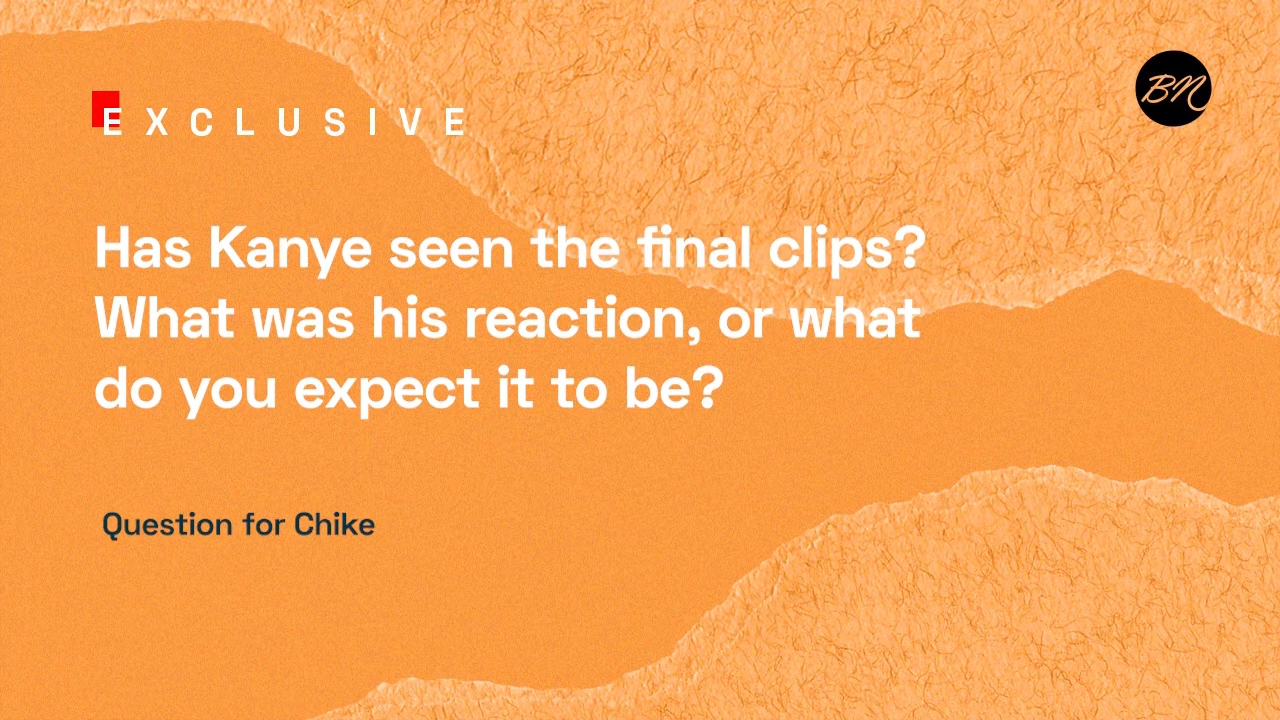 EXCLUSIVE
BN
Has Kanye seen the final clips?
What was his reaction, or what
do you expect it to be?
Question for Chike